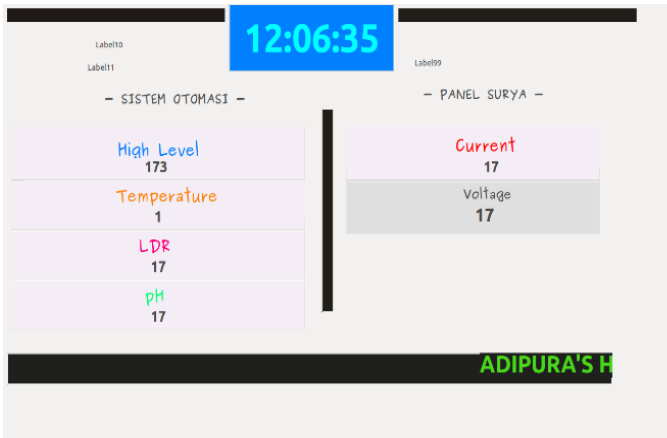 12:06:35
Label10
Label11
Label99
– SISTEM OTOMASI –
– PANEL SURYA –
High Level
173
Temperature
1
LDR
17
pH
17
Current
17
Voltage
17
ADIPURA'S H